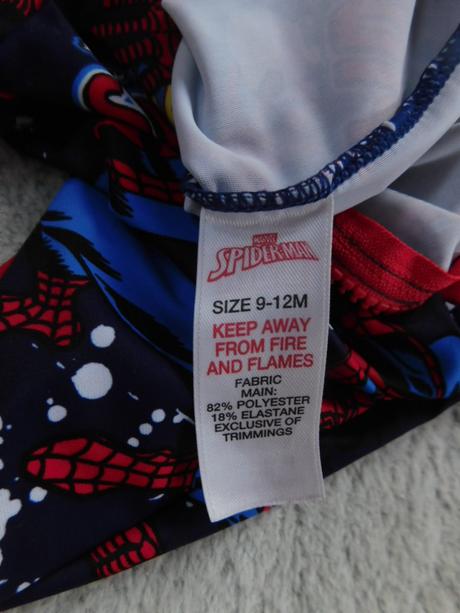 MARVEL
SPIDER-MAN
SIZE 9-12M
KEEP AWAY
FROM FIRE
AND FLAMES
FABRIC
MAIN:
82% POLYESTER
18% ELASTANE
EXCLUSIVE OF
TRIMMINGS